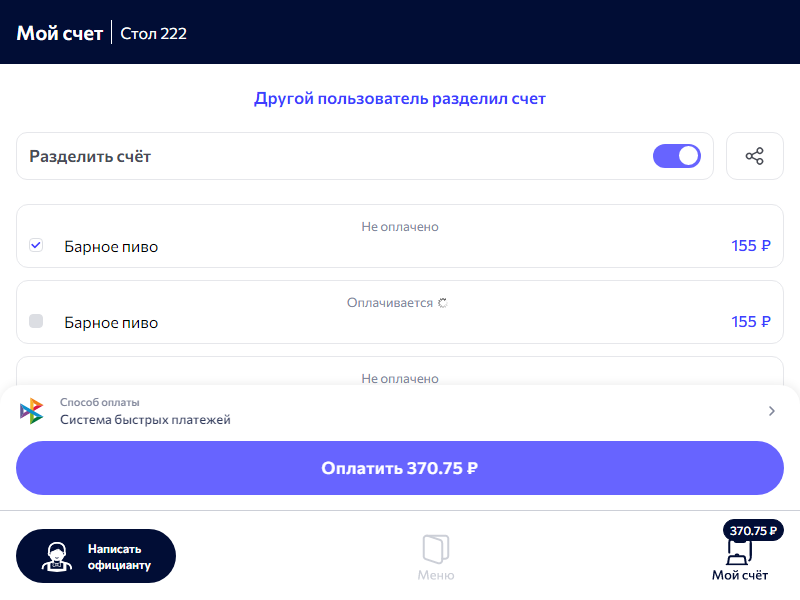 Мой счет
Стол 222
Другой пользователь разделил счет
Разделить счёт
Не оплачено
Барное пиво
155 ₽
Оплачивается
Барное пиво
155 ₽
Не оплачено
Способ оплаты
Система быстрых платежей
Оплатить 370.75 ₽
Написать
официанту
Меню
370.75 ₽
Мой счёт